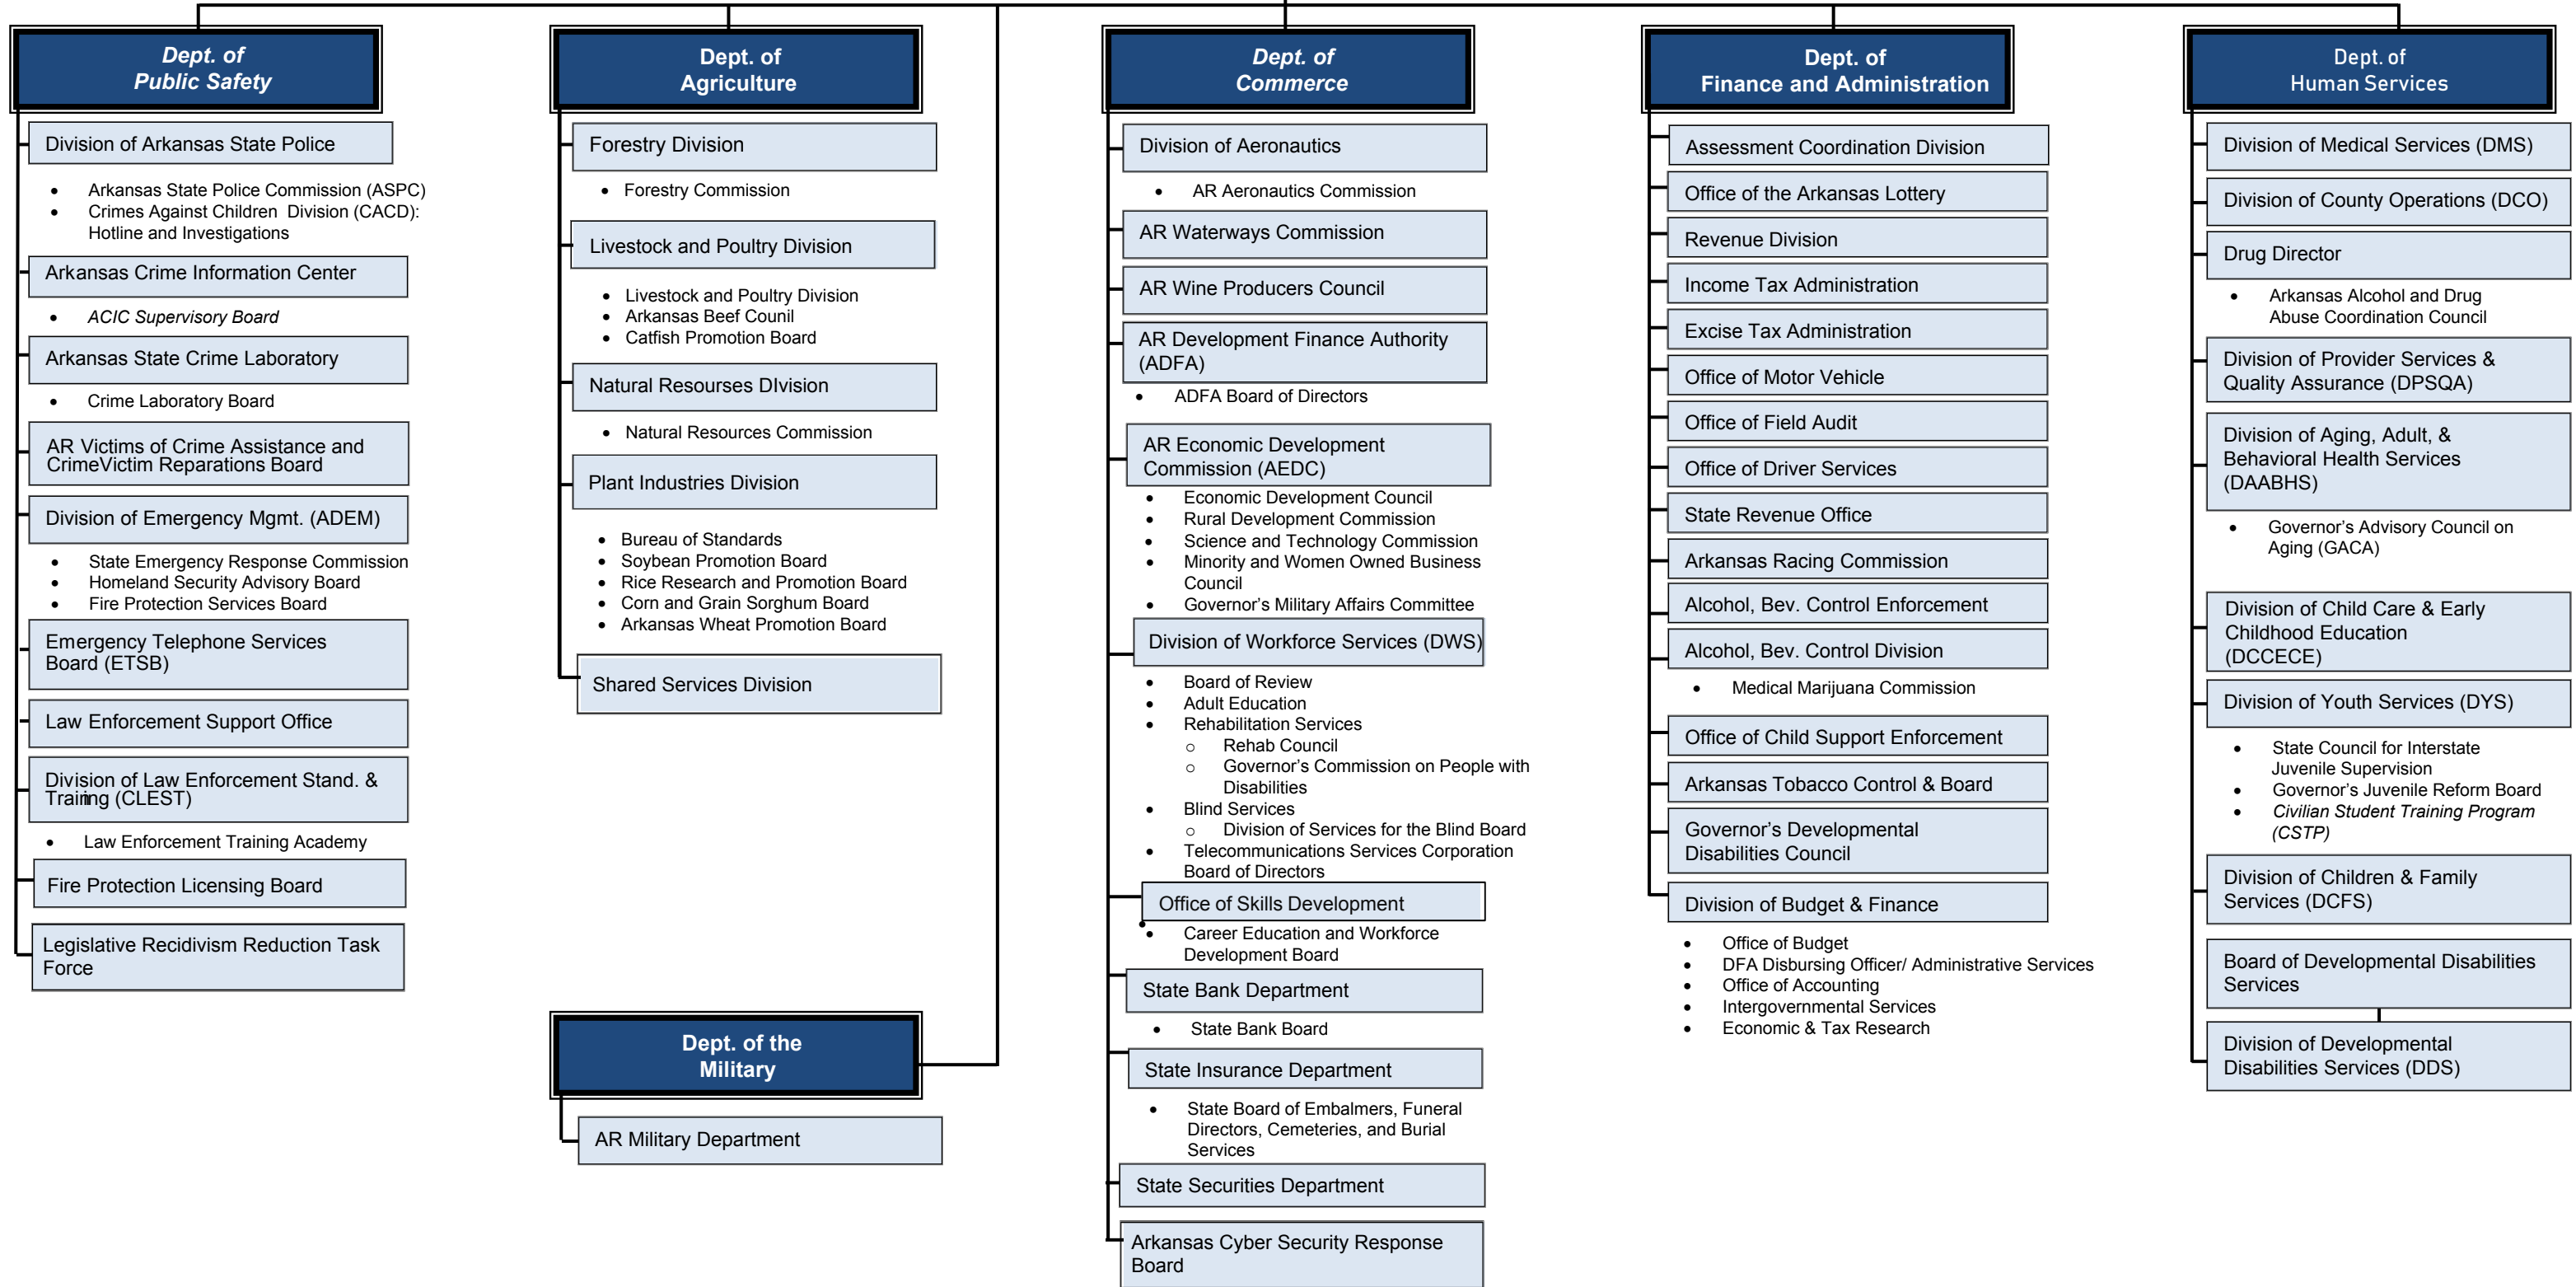 Dept. of
Public Safety
Division of Arkansas State Police
• Arkansas State Police Commission (ASPC)
• Crimes Against Children Division (CACD):
Hotline and Investigations
Arkansas Crime Information Center
• ACIC Supervisory Board
Arkansas State Crime Laboratory
• Crime Laboratory Board
AR Victims of Crime Assistance and
CrimeVictim Reparations Board
Division of Emergency Mgmt. (ADEM)
• State Emergency Response Commission
• Homeland Security Advisory Board
• Fire Protection Services Board
Emergency Telephone Services
Board (ETSB)
Law Enforcement Support Office
Division of Law Enforcement Stand. &
Training (CLEST)
• Law Enforcement Training Academy
Fire Protection Licensing Board
Legislative Recidivism Reduction Task
Force
Dept. of
Agriculture
Forestry Division
• Forestry Commission
Livestock and Poultry Division
• Livestock and Poultry Division
• Arkansas Beef Counil
• Catfish Promotion Board
Natural Resourses DIvision
• Natural Resources Commission
Plant Industries Division
• Bureau of Standards
• Soybean Promotion Board
• Rice Research and Promotion Board
• Corn and Grain Sorghum Board
• Arkansas Wheat Promotion Board
Shared Services Division
Dept. of the
Military
AR Military Department
Dept. of
Commerce
Division of Aeronautics
• AR Aeronautics Commission
AR Waterways Commission
AR Wine Producers Council
AR Development Finance Authority
(ADFA)
• ADFA Board of Directors
AR Economic Development
Commission (AEDC)
• Economic Development Council
• Rural Development Commission
• Science and Technology Commission
• Minority and Women Owned Business
Council
• Governor's Military Affairs Committee
Division of Workforce Services (DWS)
• Board of Review
• Adult Education
• Rehabilitation Services
○ Rehab Council
○ Governor's Commission on People with
Disabilities
• Blind Services
○ Division of Services for the Blind Board
• Telecommunications Services Corporation
Board of Directors
Office of Skills Development
• Career Education and Workforce
Development Board
State Bank Department
• State Bank Board
State Insurance Department
• State Board of Embalmers, Funeral
Directors, Cemeteries, and Burial
Services
State Securities Department
Arkansas Cyber Security Response
Board
Dept. of
Finance and Administration
Assessment Coordination Division
Office of the Arkansas Lottery
Revenue Division
Income Tax Administration
Excise Tax Administration
Office of Motor Vehicle
Office of Field Audit
Office of Driver Services
State Revenue Office
Arkansas Racing Commission
Alcohol, Bev. Control Enforcement
Alcohol, Bev. Control Division
• Medical Marijuana Commission
Office of Child Support Enforcement
Arkansas Tobacco Control & Board
Governor's Developmental
Disabilities Council
Division of Budget & Finance
• Office of Budget
• DFA Disbursing Officer/ Administrative Services
• Office of Accounting
• Intergovernmental Services
• Economic & Tax Research
Dept. of
Human Services
Division of Medical Services (DMS)
Division of County Operations (DCO)
Drug Director
• Arkansas Alcohol and Drug
Abuse Coordination Council
Division of Provider Services &
Quality Assurance (DPSQA)
Division of Aging, Adult, &
Behavioral Health Services
(DAABHS)
• Governor's Advisory Council on
Aging (GACA)
Division of Child Care & Early
Childhood Education
(DCCECE)
Division of Youth Services (DYS)
• State Council for Interstate
Juvenile Supervision
• Governor's Juvenile Reform Board
• Civilian Student Training Program
(CSTP)
Division of Children & Family
Services (DCFS)
Board of Developmental Disabilities
Services
Division of Developmental
Disabilities Services (DDS)